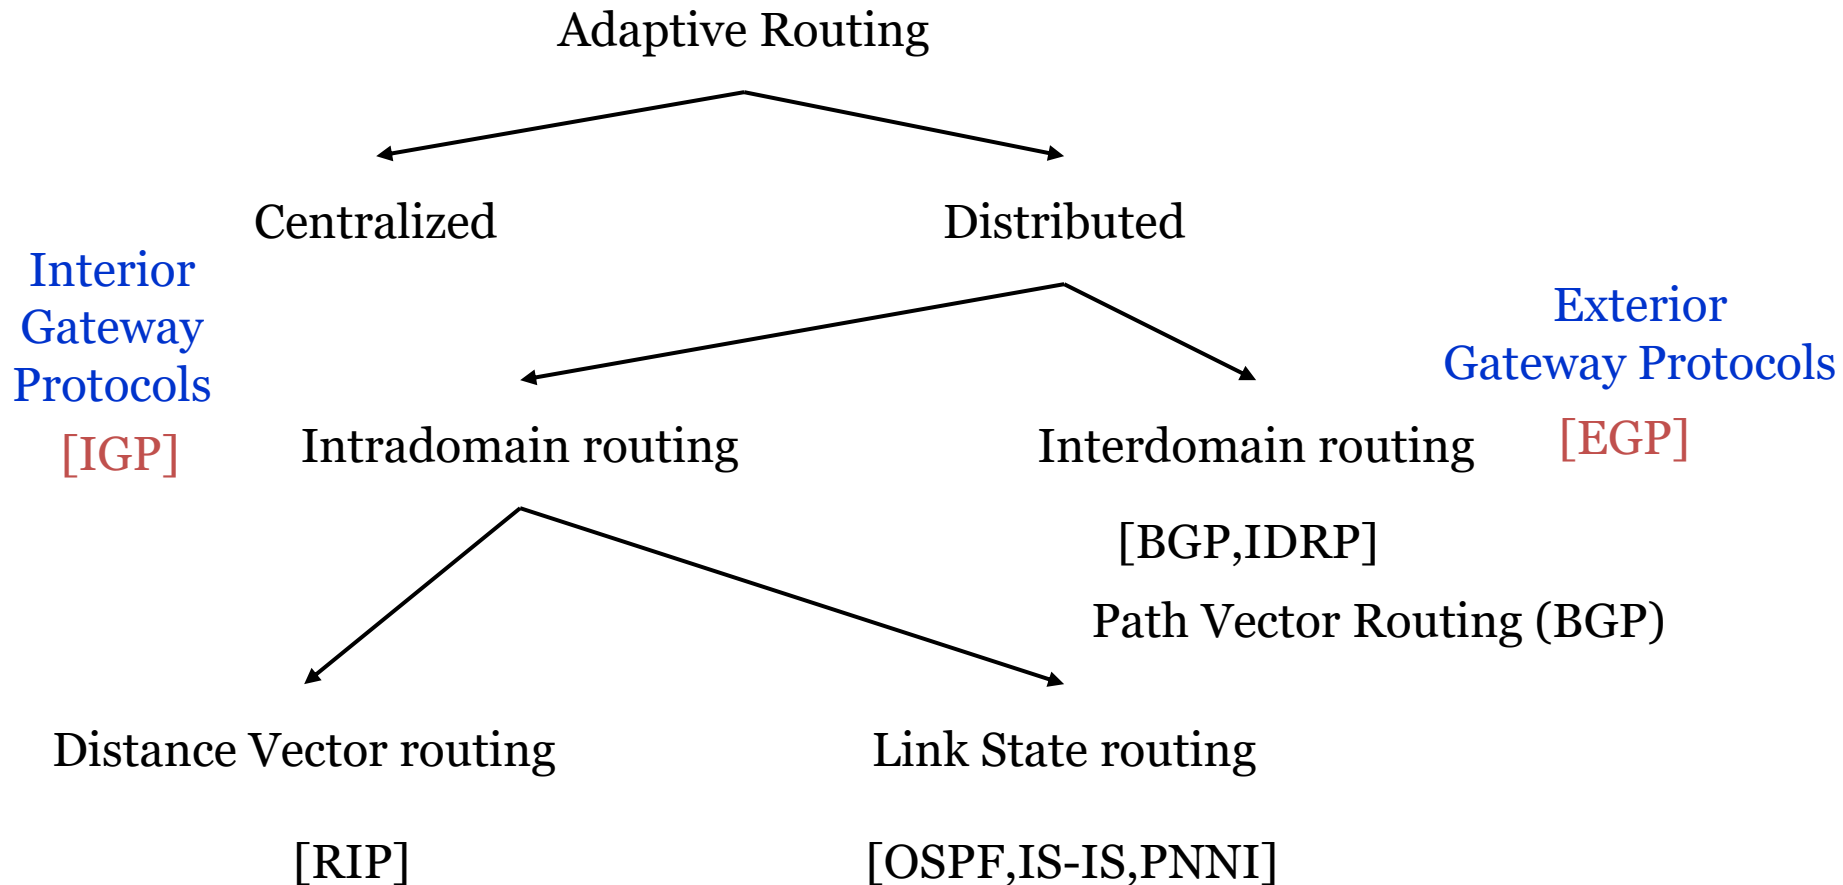 Adaptive Routing
Centralized
Distributed
Interior
Gateway
Protocols
[IGP]
Exterior
Gateway Protocols
[EGP]
Intradomain routing
Interdomain routing
[BGP,IDRP]
Path Vector Routing (BGP)
Distance Vector routing
Link State routing
[RIP]
[OSPF,IS-IS,PNNI]